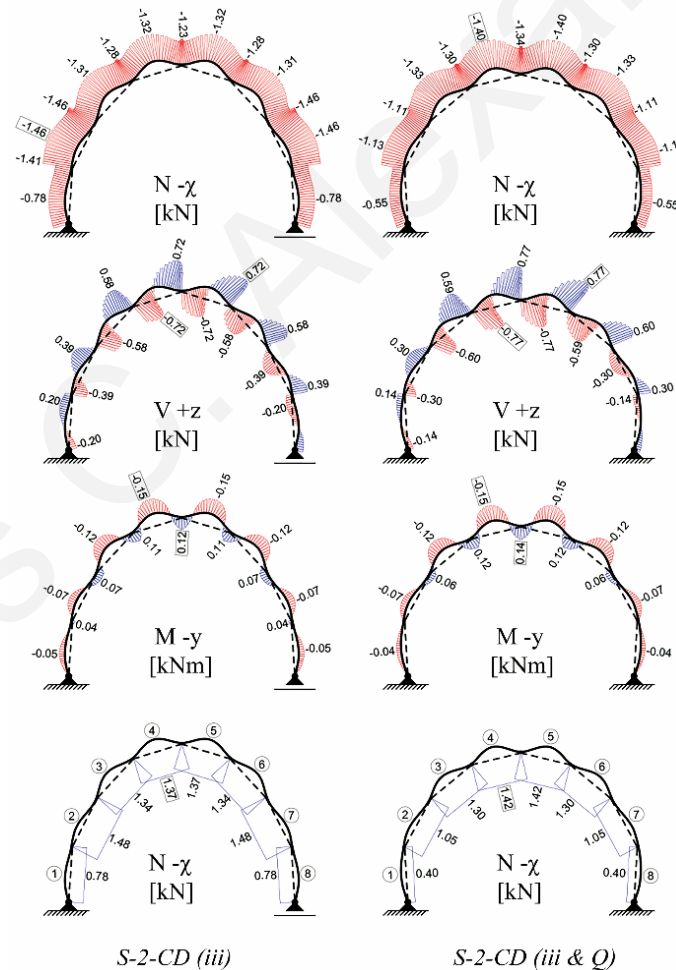 -1.32 -1.23 -1.32
-1.28 -1.28
-1.31 -1.31
-1.46 -1.46
-1.46 -1.46
-1.41
-0.78 -0.78
N -χ
[kN]
-1.40 -1.34 -1.40
-1.30 -1.30
-1.33 -1.33
-1.11 -1.11
-1.13
-0.55 -0.55
N -χ
[kN]
0.72 0.72
0.58 0.58
-0.72 -0.72
-0.58 -0.58
0.39 0.39
-0.39 -0.39
0.20 -0.20
-0.20
V +z
[kN]
0.77 0.77
0.59 0.60
-0.77 -0.77
-0.60 -0.59
0.30 0.30
-0.30 -0.30
0.14 -0.14
-0.14
V +z
[kN]
-0.15 -0.15
-0.12 0.11 0.12 0.11 -0.12
-0.07 0.07 0.07 -0.07
0.04 0.04
-0.05 -0.05
M -y
[kNm]
-0.15 -0.15
-0.12 0.12 0.14 0.12 -0.12
-0.07 0.06 0.06 -0.07
-0.04 -0.04
M -y
[kNm]
4 5
3 6
1.34 1.37 1.37 1.34
2 1.48 1.48 7
1 0.78 0.78 8
N -χ
[kN]
4 5
3 6
1.30 1.42 1.42 1.30
2 1.05 1.05 7
1 0.40 0.40 8
N -χ
[kN]
S-2-CD (iii)
S-2-CD (iii & Q)